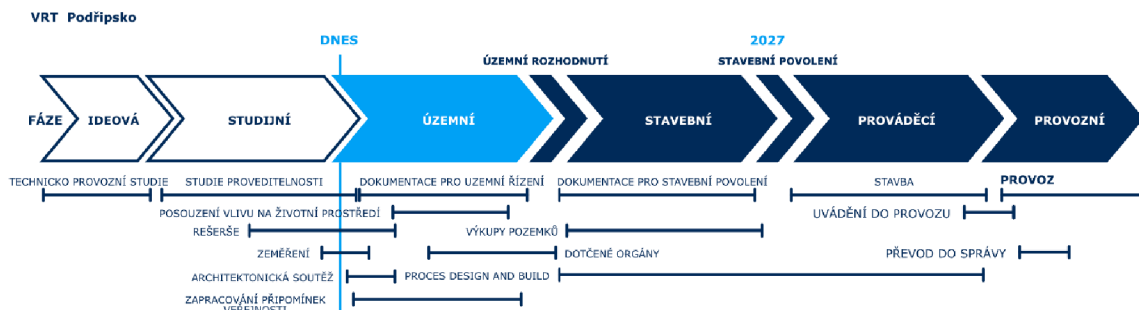 VRT Podřipsko
DNES
2027
ÚZEMNÍ ROZHODNUTÍ
STAVEBNÍ POVOLENÍ
FÁZE
IDEOVÁ
STUDIJNÍ
ÚZEMNÍ
STAVEBNÍ
PROVÁDĚCÍ
PROVOZNÍ
TECHNICKO PROVOZNÍ STUDIE
STUDIE PROVEDITELNOSTI
DOKUMENTACE PRO UZEMNÍ ŘÍZENÍ
DOKUMENTACE PRO STAVEBNÍ POVOLENÍ
STAVBA
PROVOZ
POSOUZENÍ VLIVU NA ŽIVOTNÍ PROSTŘEDÍ
UVÁDĚNÍ DO PROVOZU
REŠERŠE
VÝKUPY POZEMKŮ
ZEMĚŘENÍ
DOTČENÉ ORGÁNY
PŘEVOD DO SPRÁVY
ARCHITEKTONICKÁ SOUTĚŽ
PROCES DESIGN AND BUILD
ZAPRACOVÁNÍ PŘIPOMÍNEK
VEŘEJNOSTI